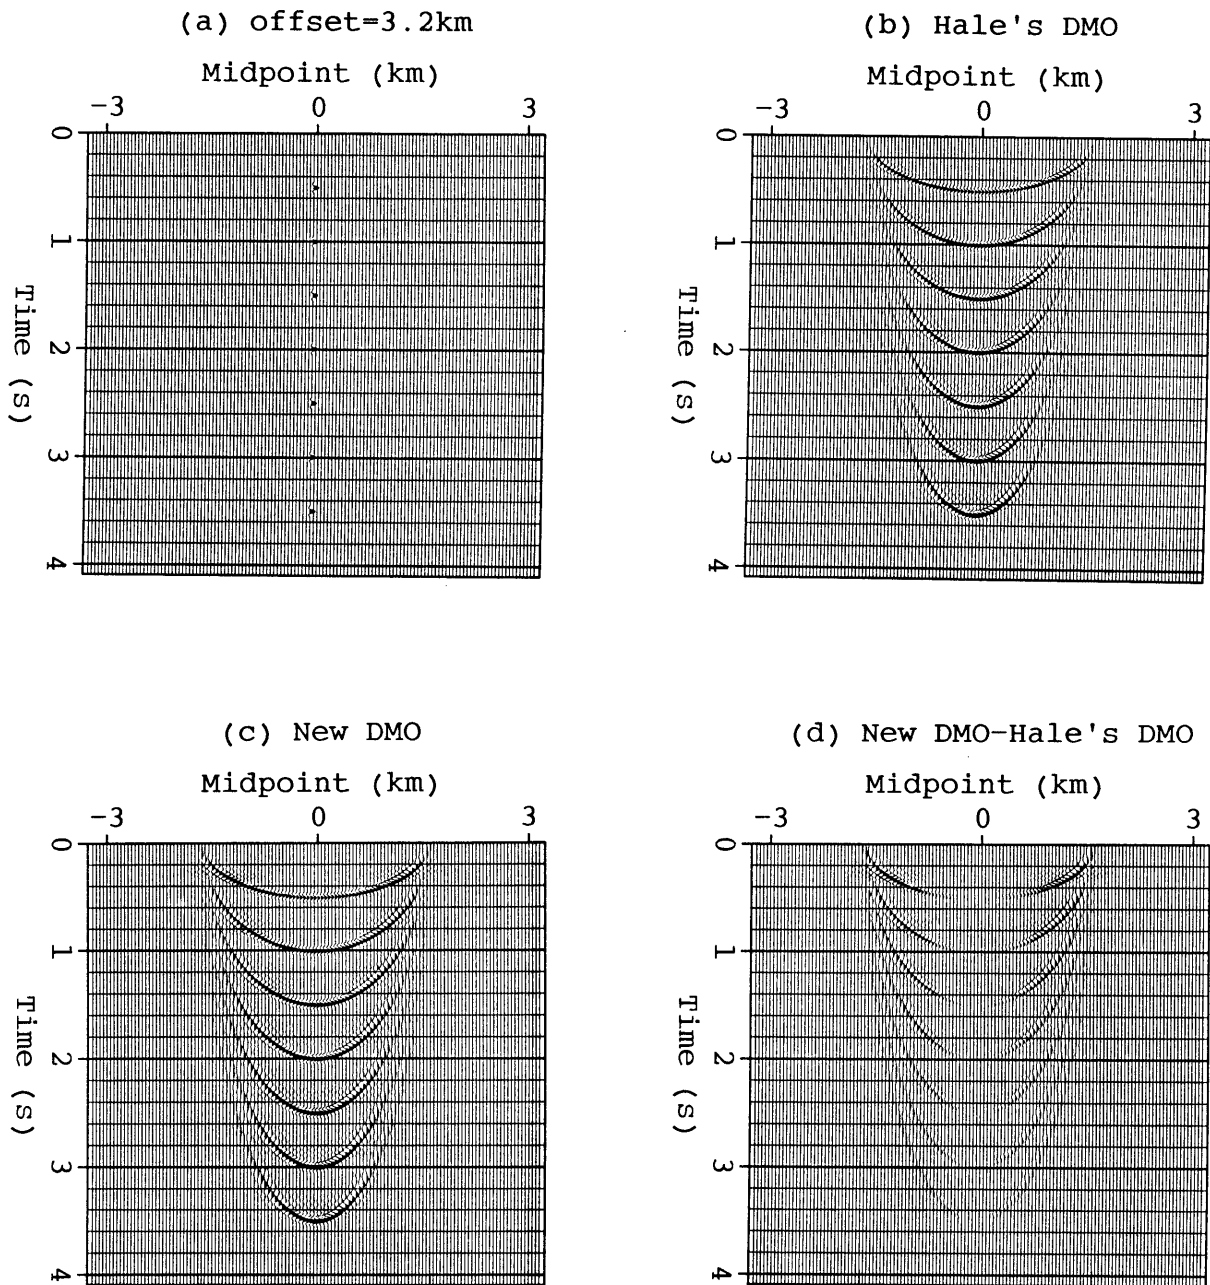 (a) offset=3.2km
Midpoint (km)
-3 0 3
0
1
2
3
4
Time (s)
(b) Hale's DMO
Midpoint (km)
-3 0 3
0
1
2
3
4
Time (s)
(c) New DMO
Midpoint (km)
-3 0 3
0
1
2
3
4
Time (s)
(d) New DMO-Hale's DMO
Midpoint (km)
-3 0 3
0
1
2
3
4
Time (s)